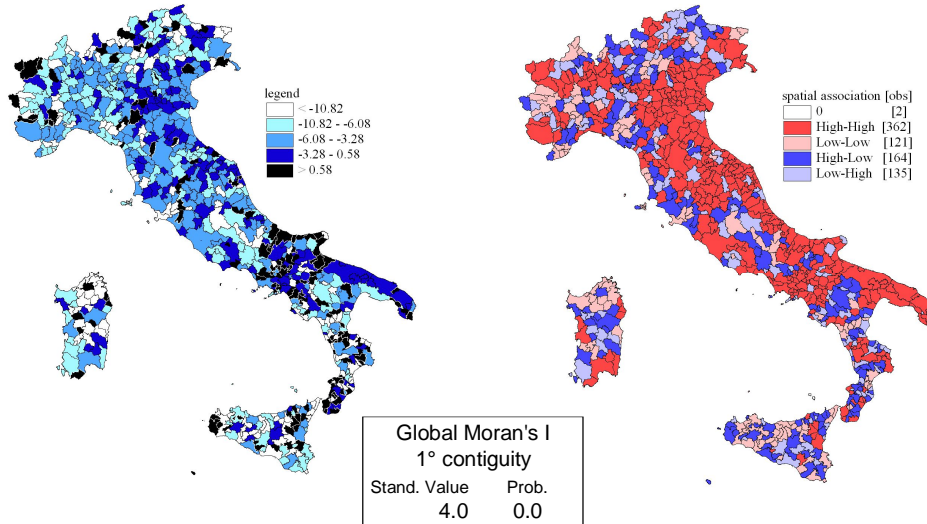 legend
< -10.82
-10.82 - -6.08
-6.08 - -3.28
-3.28 - 0.58
> 0.58
spatial association [obs]
0 [2]
High-High [362]
Low-Low [121]
High-Low [164]
Low-High [135]
Global Moran's I
1° contiguity
Stand. Value Prob.
4.0 0.0